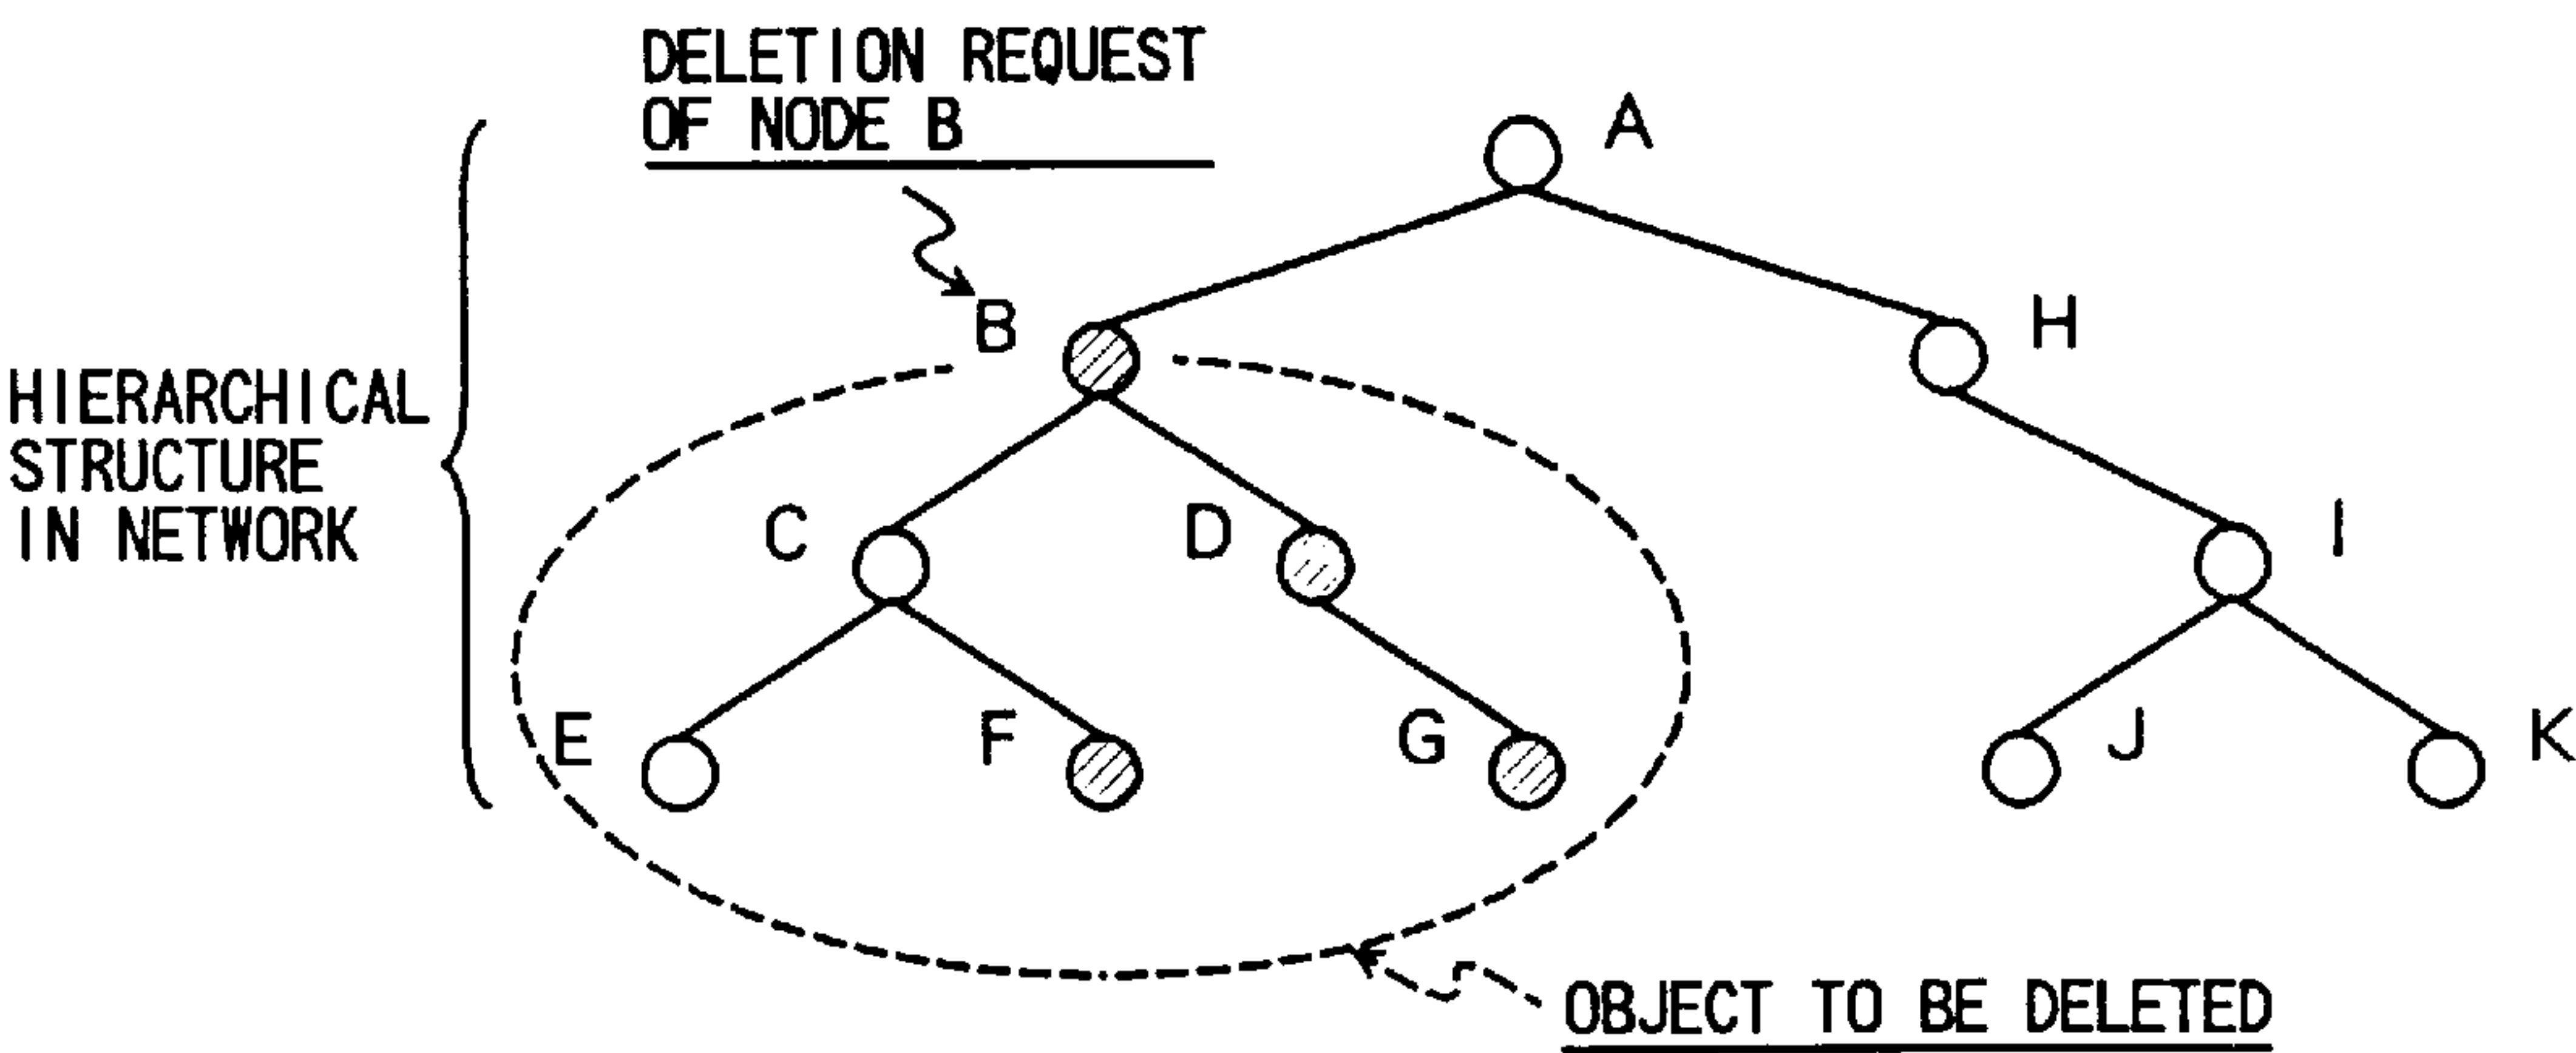 DELETION REQUEST
OF NODE B
A
B
H
HIERARCHICAL
STRUCTURE
IN NETWORK
C
D
I
E
F
G
J
K
OBJECT TO BE DELETED